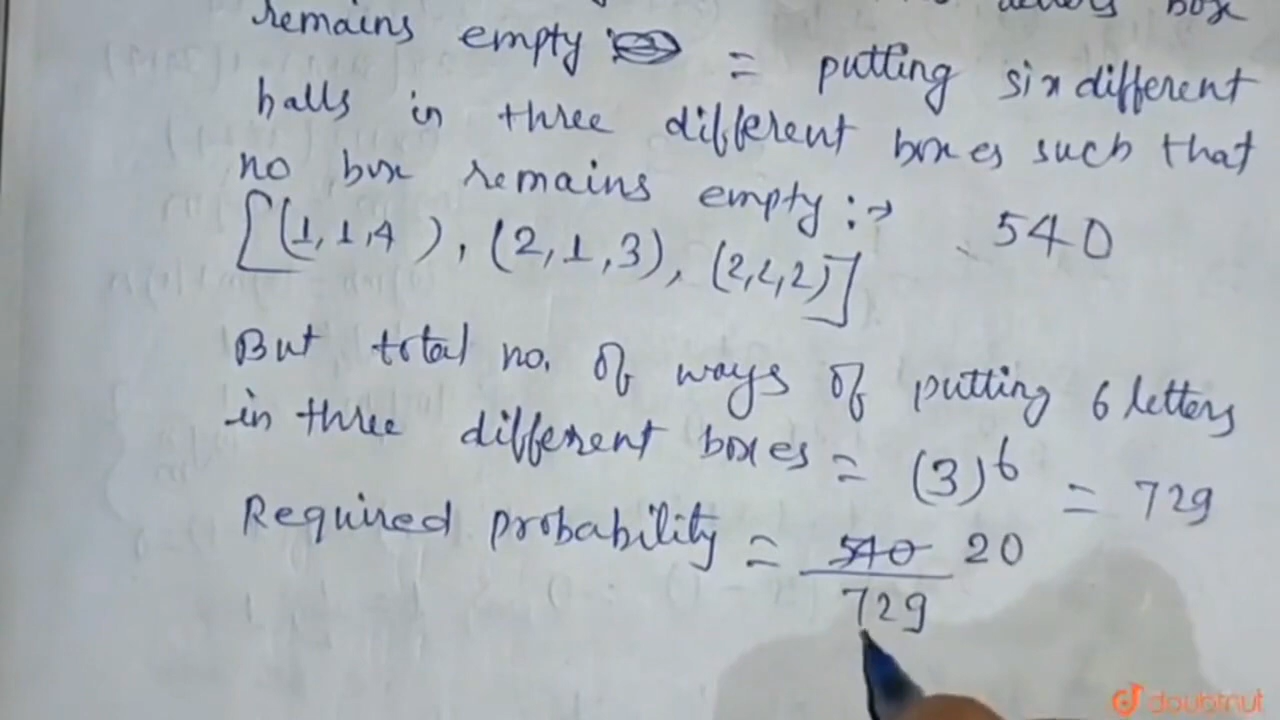 letters box
remains empty = putting six different
balls in three different boxes such that
no box remains empty :→ 540
[(1,1,4), (2,1,3), (2,2,2)]
But total no. of ways of putting 6 letters
in three different boxes = (3)^6 = 729
Required probability = 540 20
729
doubtnut